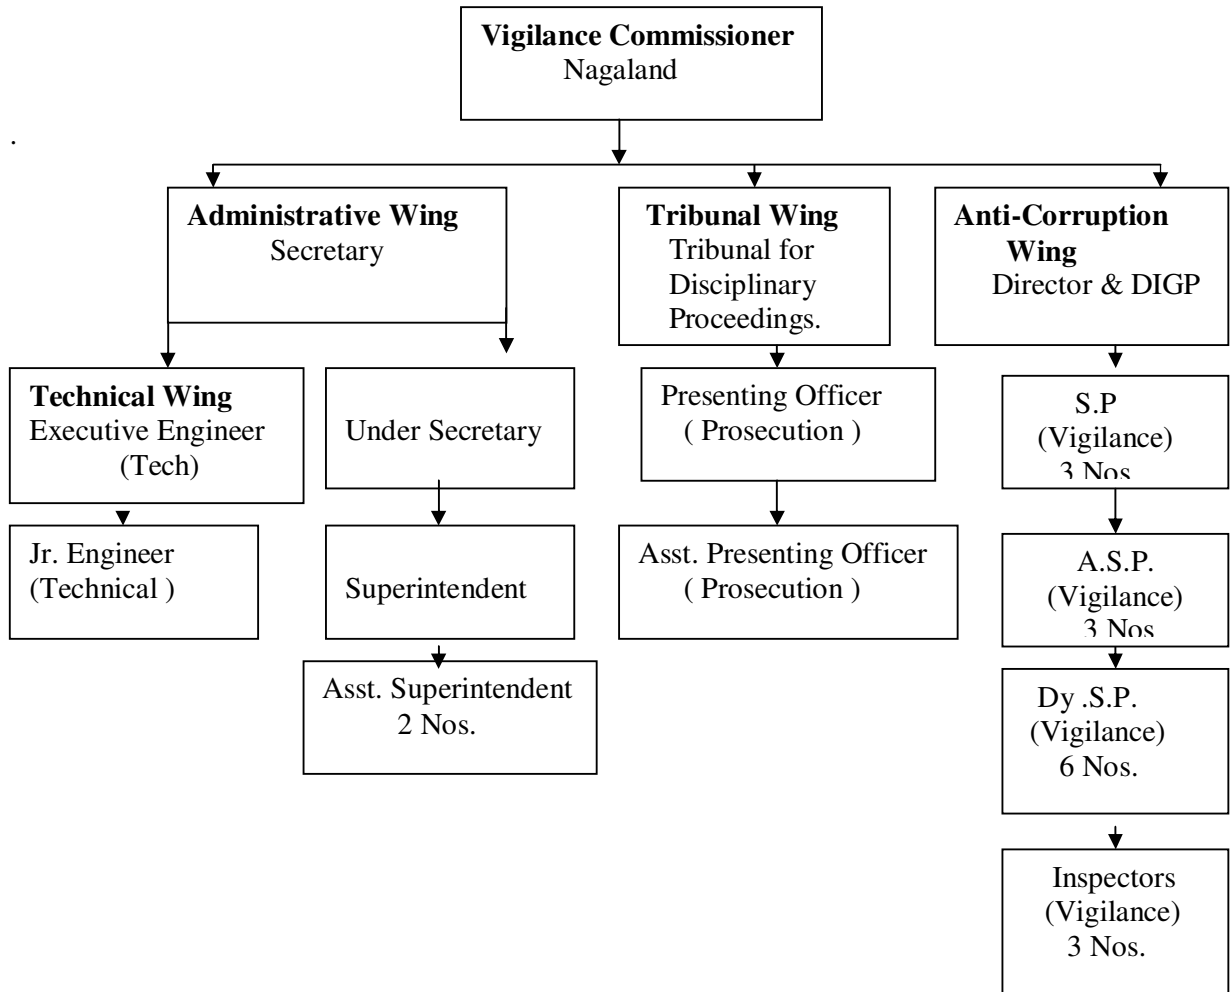 Vigilance Commissioner
Nagaland
.
Administrative Wing
Secretary
Tribunal Wing
Tribunal for
Disciplinary
Proceedings.
Anti-Corruption
Wing
Director & DIGP
Technical Wing
Executive Engineer
(Tech)
Under Secretary
Presenting Officer
( Prosecution )
S.P
(Vigilance)
3 Nos
Jr. Engineer
(Technical )
Superintendent
Asst. Presenting Officer
( Prosecution )
A.S.P.
(Vigilance)
3 Nos
Asst. Superintendent
2 Nos.
Dy .S.P.
(Vigilance)
6 Nos.
Inspectors
(Vigilance)
3 Nos.